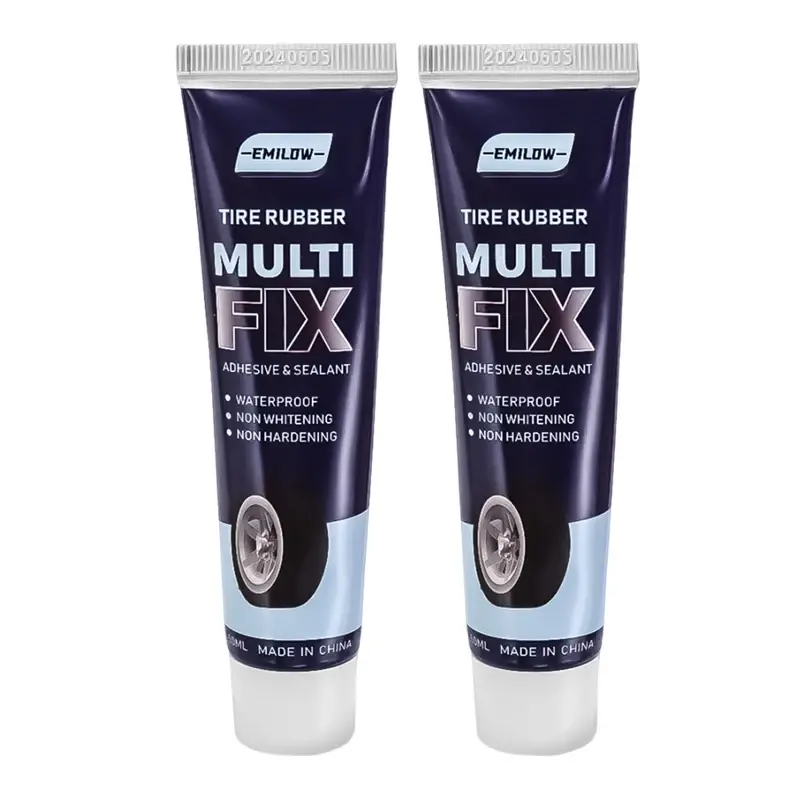 20240605
EMILOW
TIRE RUBBER
MULTI
FIX
ADHESIVE & SEALANT
• WATERPROOF
• NON WHITENING
• NON HARDENING
MADE IN CHINA
20240605
EMILOW
TIRE RUBBER
MULTI
FIX
ADHESIVE & SEALANT
• WATERPROOF
• NON WHITENING
• NON HARDENING
MADE IN CHINA